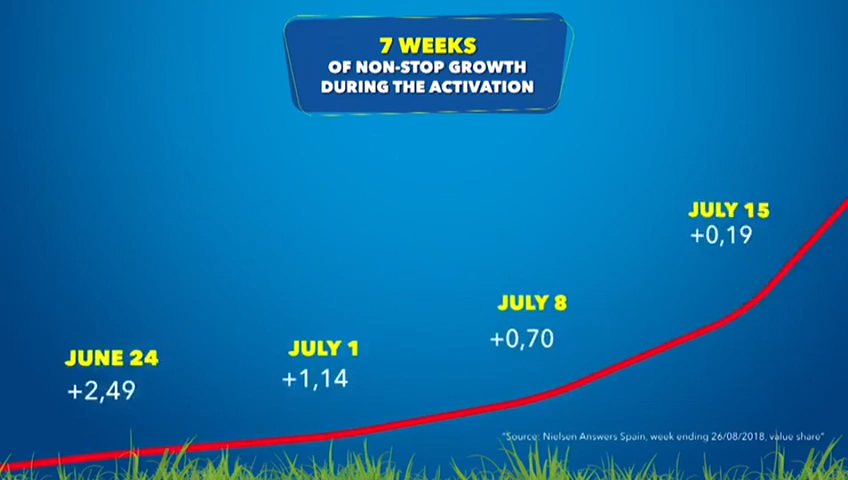 7 WEEKS
OF NON-STOP GROWTH
DURING THE ACTIVATION
JULY 15
+0,19
JULY 8
+0,70
JULY 1
+1,14
JUNE 24
+2,49
"Source: Nielsen Answers Spain, week ending 26/08/2018, value share"